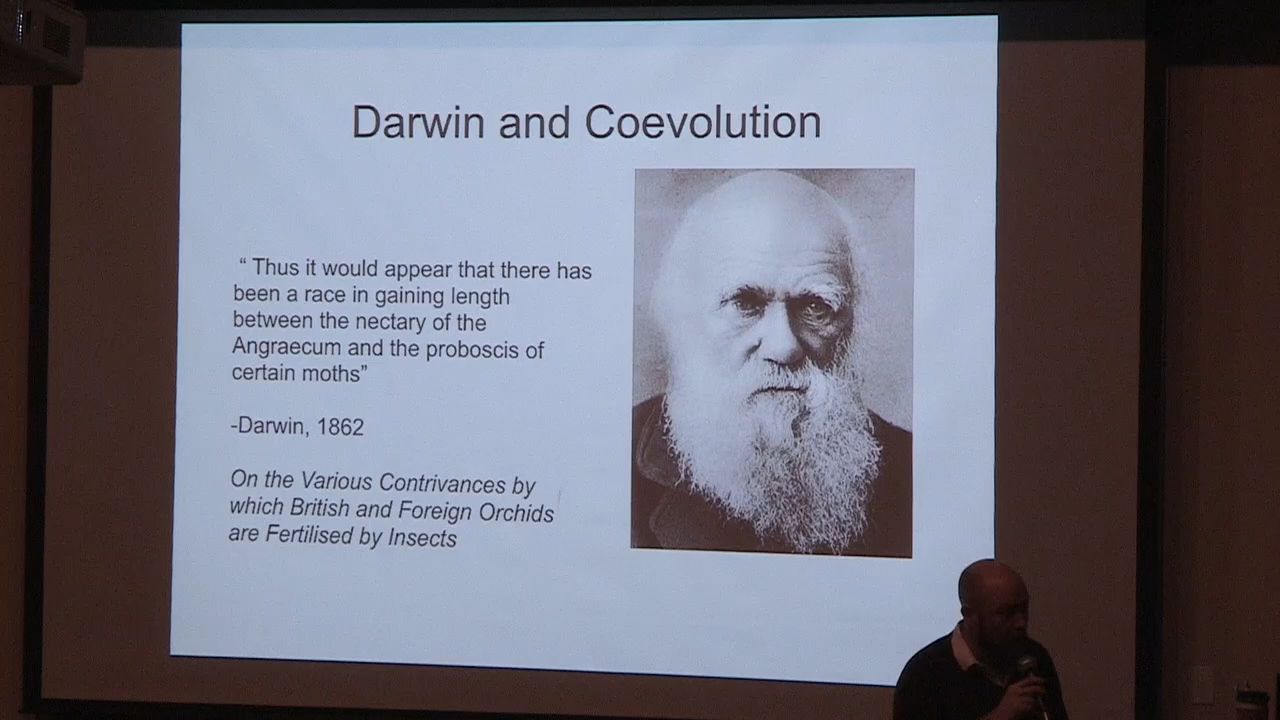 Darwin and Coevolution
“ Thus it would appear that there has
been a race in gaining length
between the nectary of the
Angraecum and the proboscis of
certain moths”
-Darwin, 1862
On the Various Contrivances by
which British and Foreign Orchids
are Fertilised by Insects